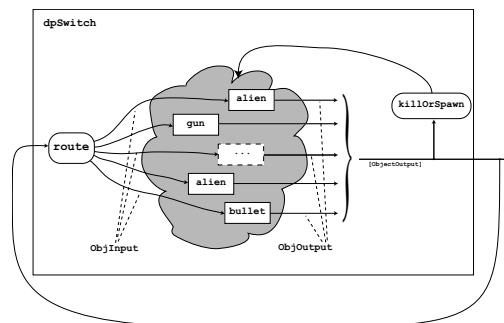 dpSwitch
alien
killOrSpawn
gun
route
...
[ObjectOutput]
alien
bullet
ObjInput
ObjOutput